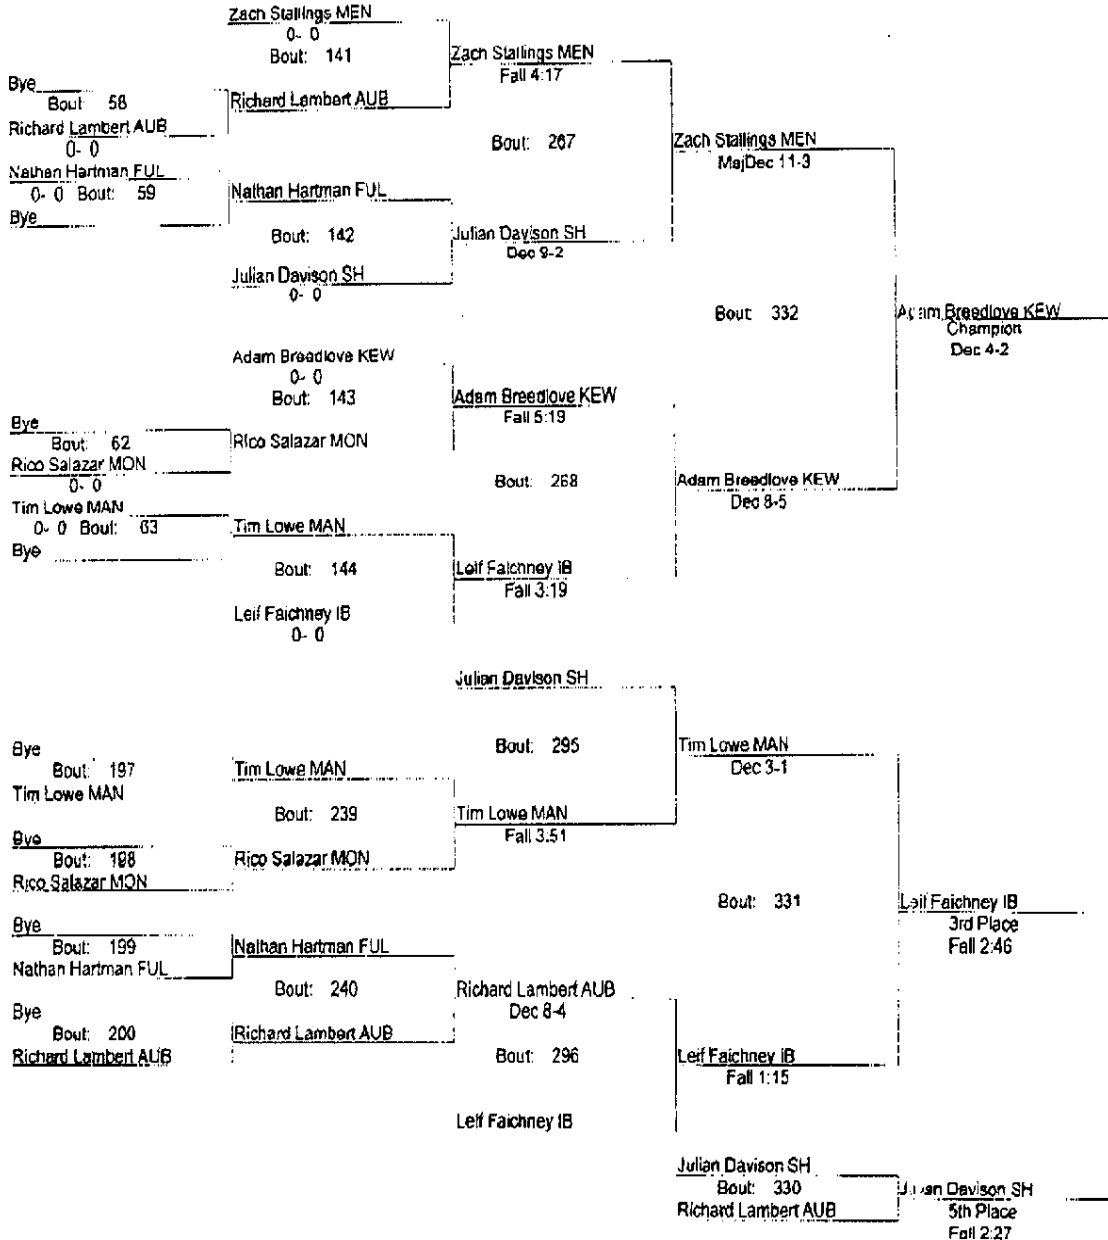 Zach Stallings MEN
0- 0
Bout: 141
Zach Stallings MEN
Fall 4:17
Bye
Bout: 58
Richard Lambert AUB
Richard Lambert AUB
0- 0
Bout: 267
Zach Stallings MEN
MajDec 11-3
Nathan Hartman FUL
0- 0 Bout: 59
Nathan Hartman FUL
Bye
Bout: 142
Julian Davison SH
Dec 9-2
Julian Davison SH
0- 0
Bout: 332
Adam Breedlove KEW
Champion
Dec 4-2
Adam Breedlove KEW
0- 0
Bout: 143
Adam Breedlove KEW
Fall 5:19
Bye
Bout: 62
Rico Salazar MON
Rico Salazar MON
0- 0
Bout: 268
Adam Breedlove KEW
Dec 8-5
Tim Lowe MAN
0- 0 Bout: 63
Tim Lowe MAN
Bye
Bout: 144
Leif Faichney IB
Fall 3:19
Leif Faichney IB
0- 0
Julian Davison SH
Bout: 295
Tim Lowe MAN
Dec 3-1
Bye
Bout: 197
Tim Lowe MAN
Tim Lowe MAN
Bout: 239
Tim Lowe MAN
Fall 3:51
Bye
Bout: 198
Rico Salazar MON
Rico Salazar MON
Bout: 331
Leif Faichney IB
3rd Place
Fall 2:46
Bye
Bout: 199
Nathan Hartman FUL
Nathan Hartman FUL
Bout: 240
Richard Lambert AUB
Dec 8-4
Bye
Bout: 200
Richard Lambert AUB
Richard Lambert AUB
Bout: 296
Leif Faichney IB
Fall 1:15
Leif Faichney IB
Julian Davison SH
Bout: 330
Richard Lambert AUB
Julian Davison SH
5th Place
Fall 2:27